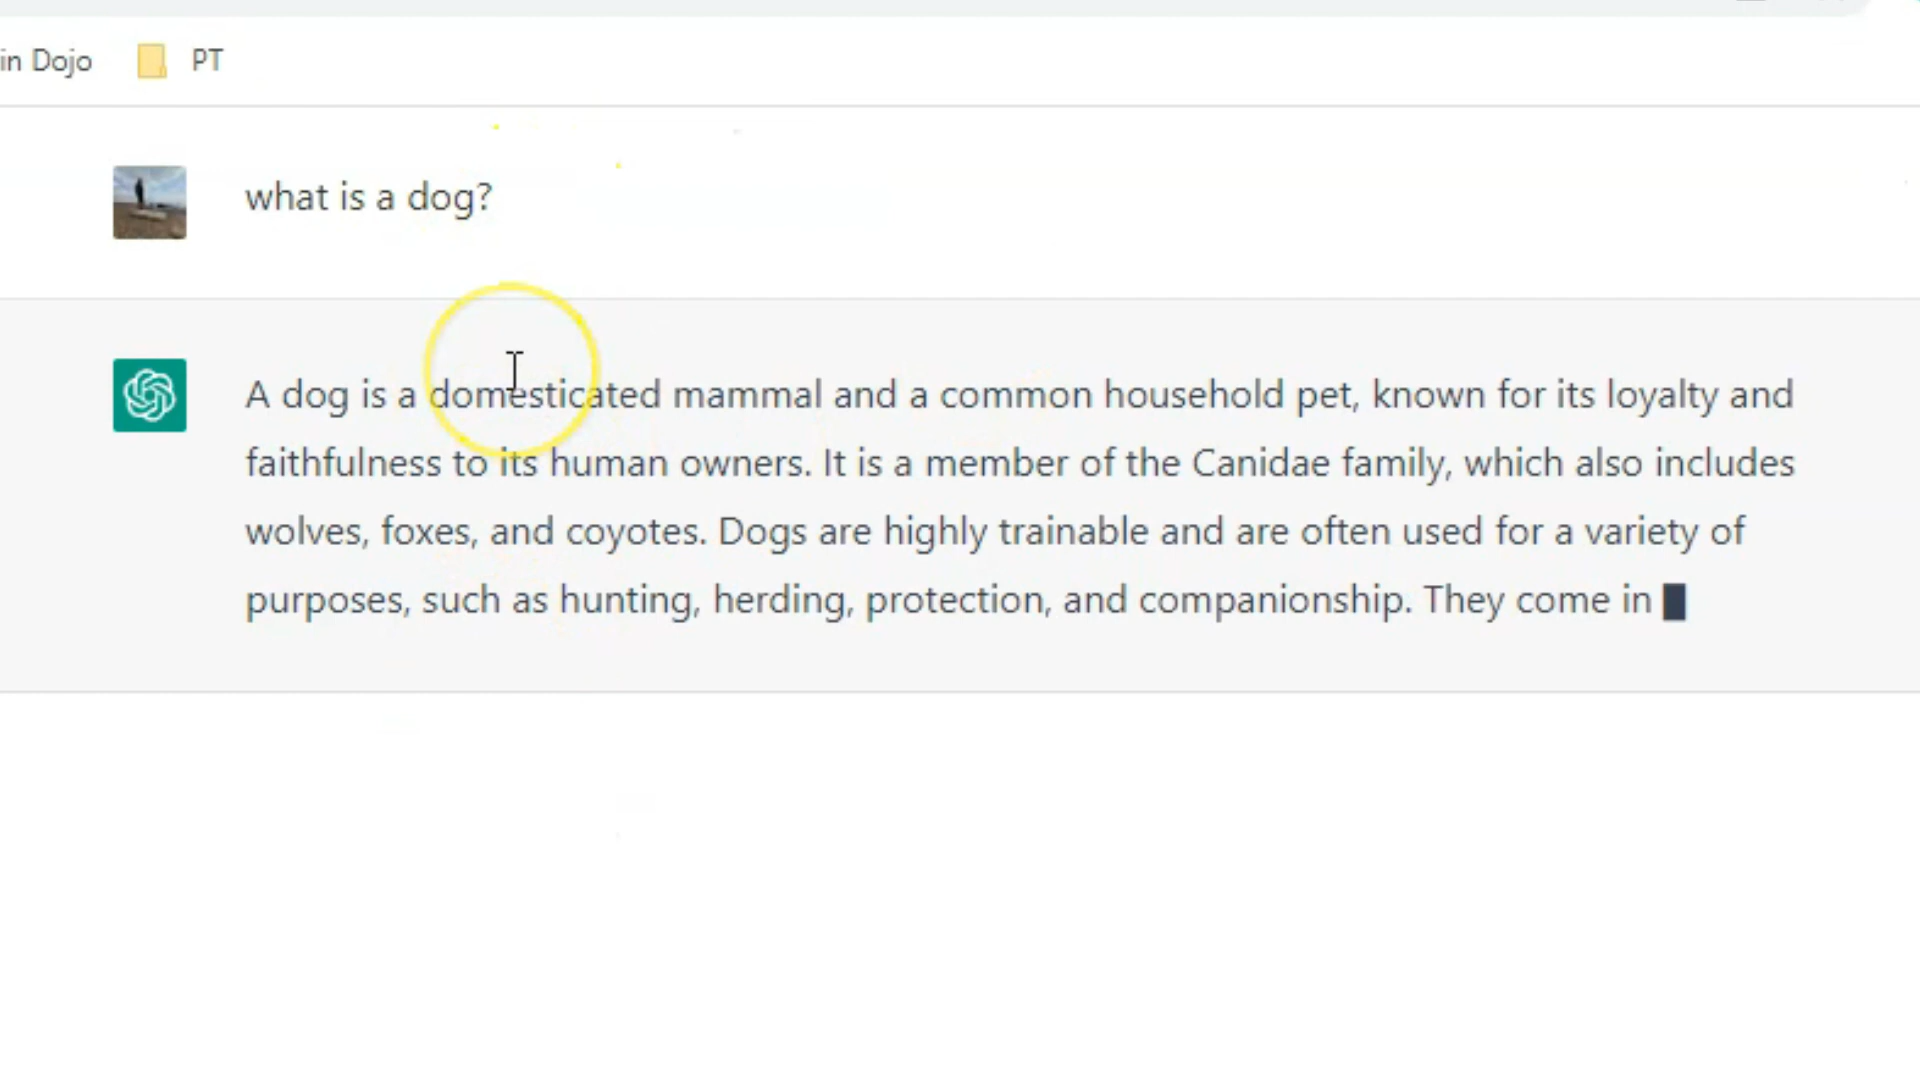 in Dojo PT
what is a dog?
A dog is a domesticated mammal and a common household pet, known for its loyalty and
faithfulness to its human owners. It is a member of the Canidae family, which also includes
wolves, foxes, and coyotes. Dogs are highly trainable and are often used for a variety of
purposes, such as hunting, herding, protection, and companionship. They come in